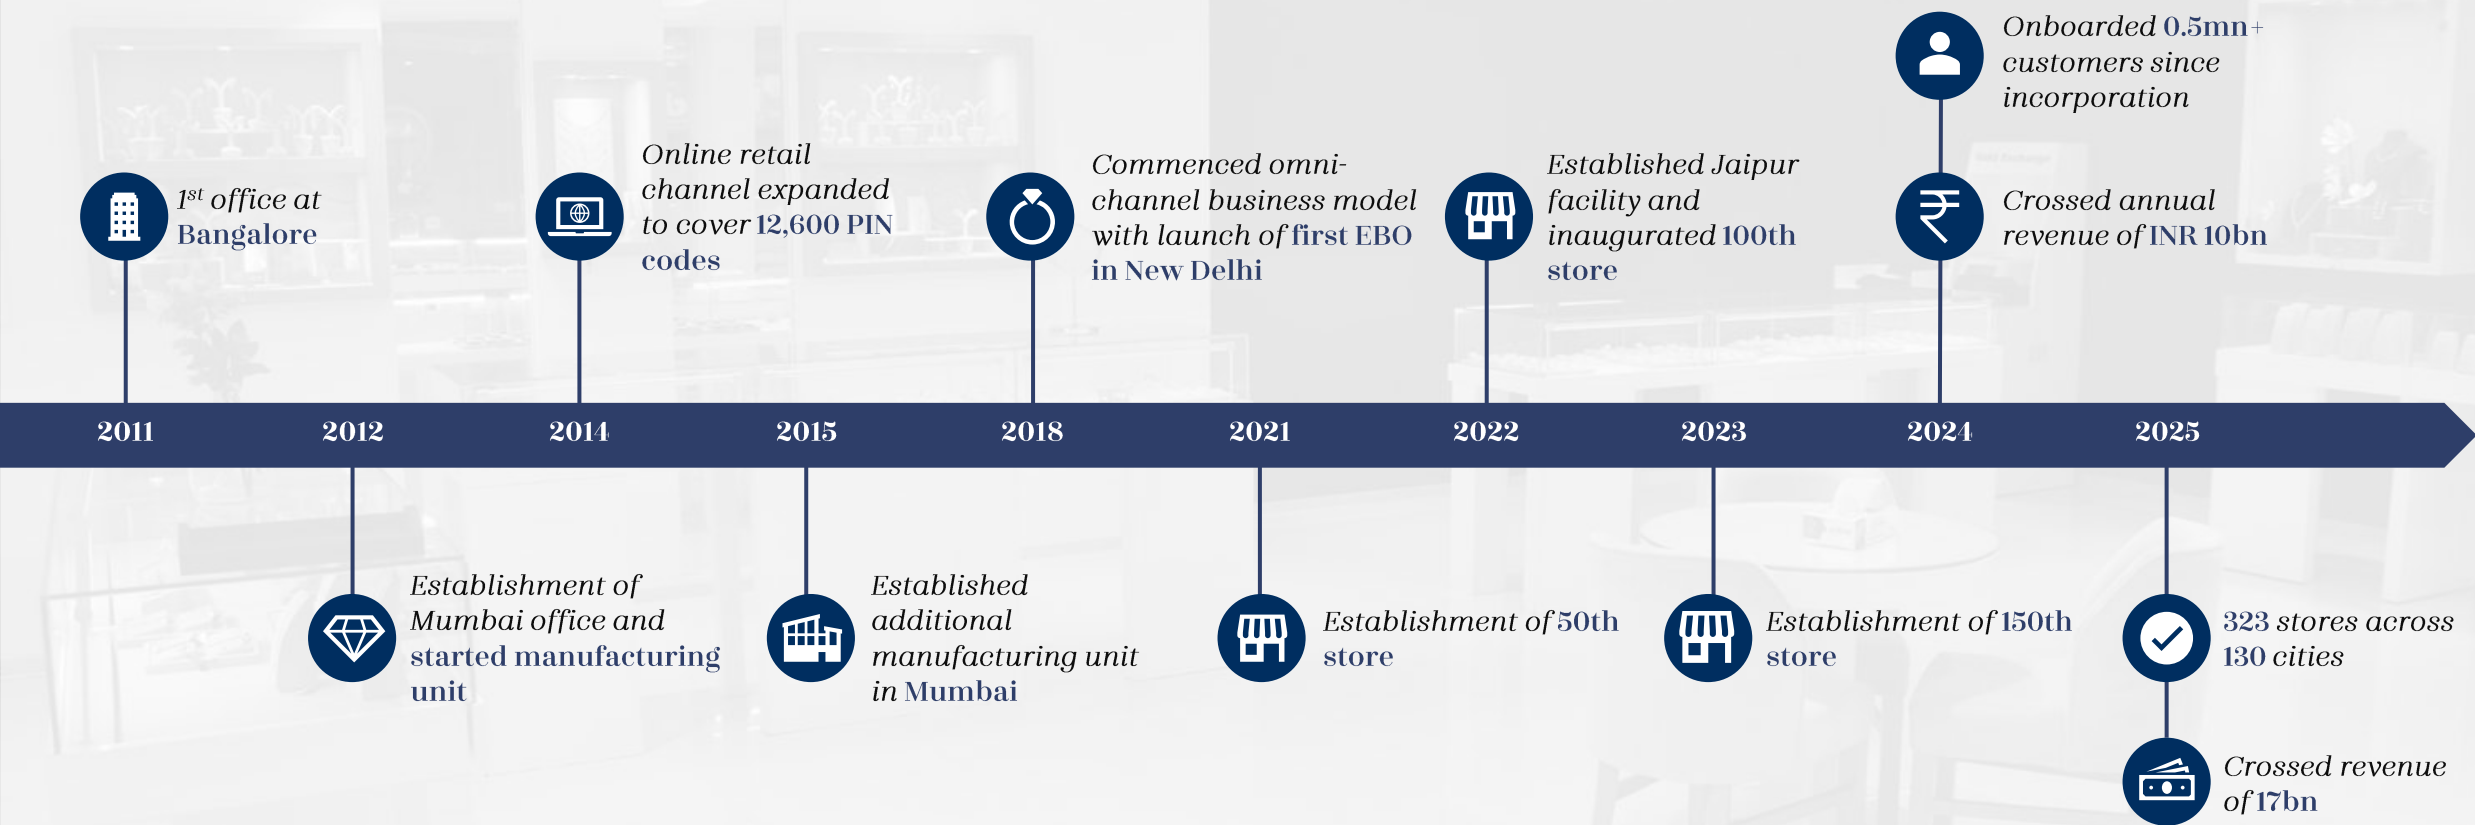 Onboarded 0.5mn+
customers since
incorporation
1st office at
Bangalore
Online retail
channel expanded
to cover 12,600 PIN
codes
Commenced omni-
channel business model
with launch of first EBO
in New Delhi
Established Jaipur
facility and
inaugurated 100th
store
Crossed annual
revenue of INR 10bn
2011 2012 2014 2015 2018 2021 2022 2023 2024 2025
Establishment of
Mumbai office and
started manufacturing
unit
Established
additional
manufacturing unit
in Mumbai
Establishment of 50th
store
Establishment of 150th
store
323 stores across
130 cities
Crossed revenue
of 17bn